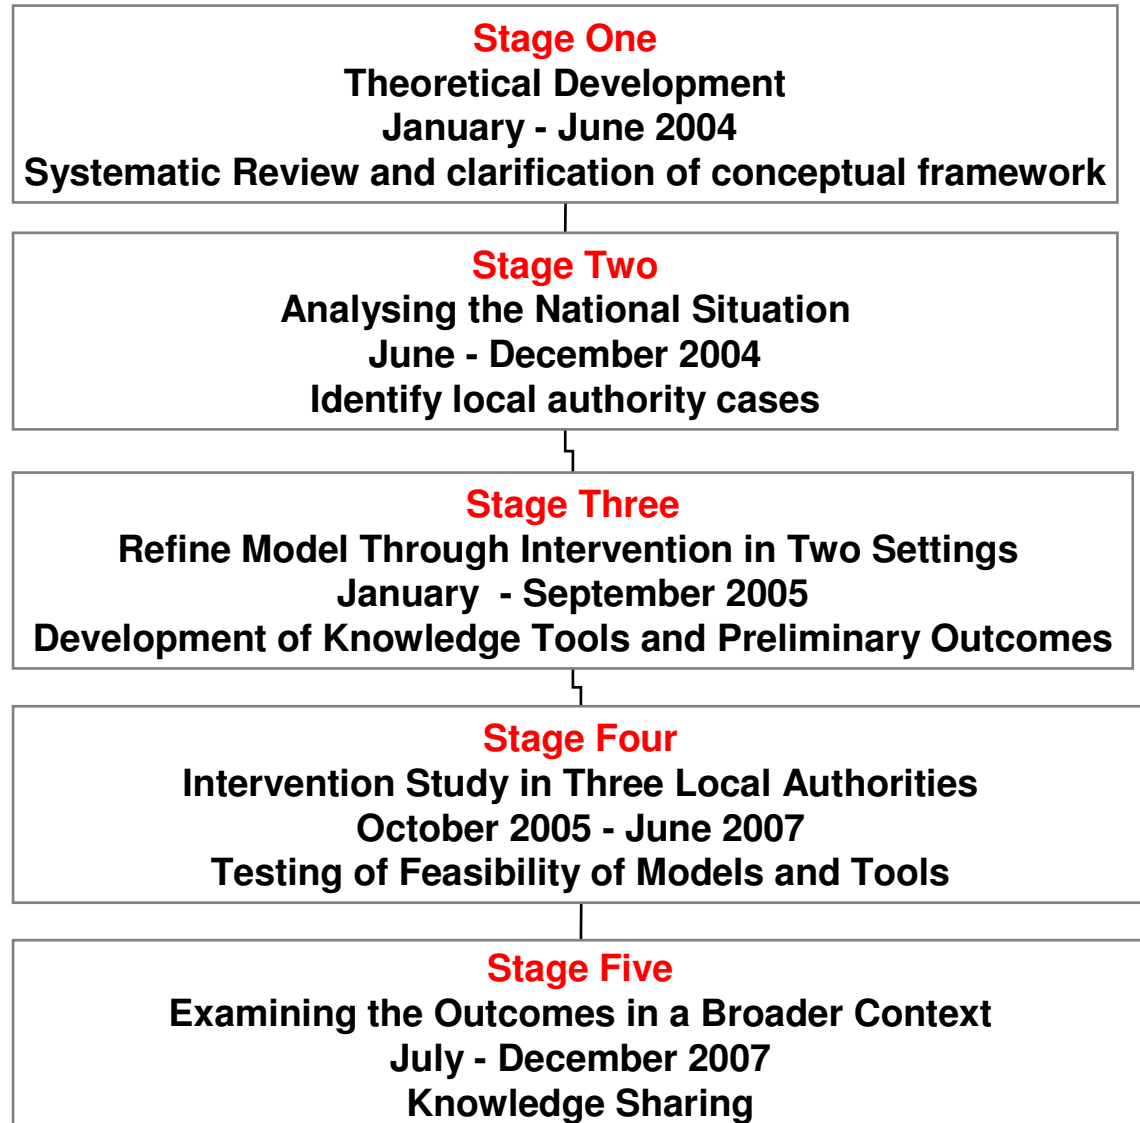 Stage One
Theoretical Development
January - June 2004
Systematic Review and clarification of conceptual framework
Stage Two
Analysing the National Situation
June - December 2004
Identify local authority cases
Stage Three
Refine Model Through Intervention in Two Settings
January  - September 2005
Development of Knowledge Tools and Preliminary Outcomes
Stage Four
Intervention Study in Three Local Authorities
October 2005 - June 2007
Testing of Feasibility of Models and Tools
Stage Five
Examining the Outcomes in a Broader Context
July - December 2007
Knowledge Sharing